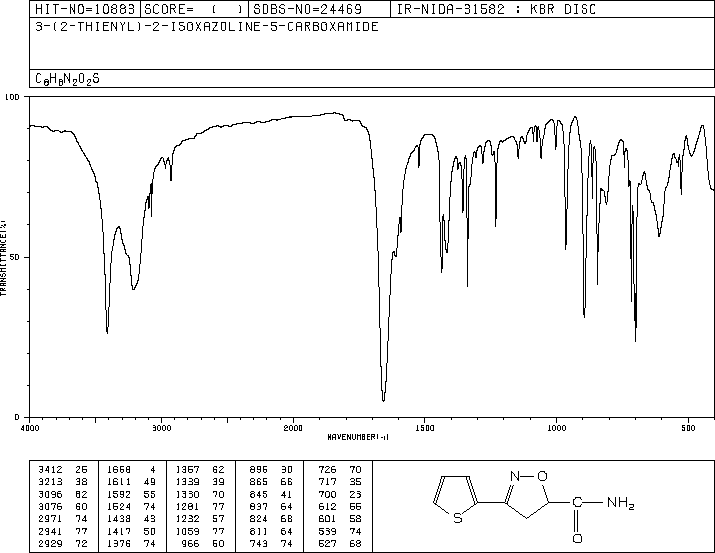 HIT-NO=10883 SCORE= ( ) SDBS-NO=24469 IR-NIDA-31582 : KBR DISC
3-(2-THIENYL)-2-ISOXAZOLINE-5-CARBOXAMIDE
C8H8N2O2S
100
50
0
TRANSMITTANCE(%)
4000 3000 2000 1500 1000 500
WAVENUMBER(-1)
3412 26 1658 4 1367 62 896 30 726 70
3213 38 1611 49 1339 39 865 66 717 35
3096 62 1592 55 1330 70 845 41 700 23
3076 60 1524 74 1281 77 837 64 612 55
2971 74 1438 43 1232 57 824 68 601 58
2941 77 1417 50 1059 77 811 64 539 74
2929 72 1376 74 966 50 743 74 527 68
N O
S
C NH2
O